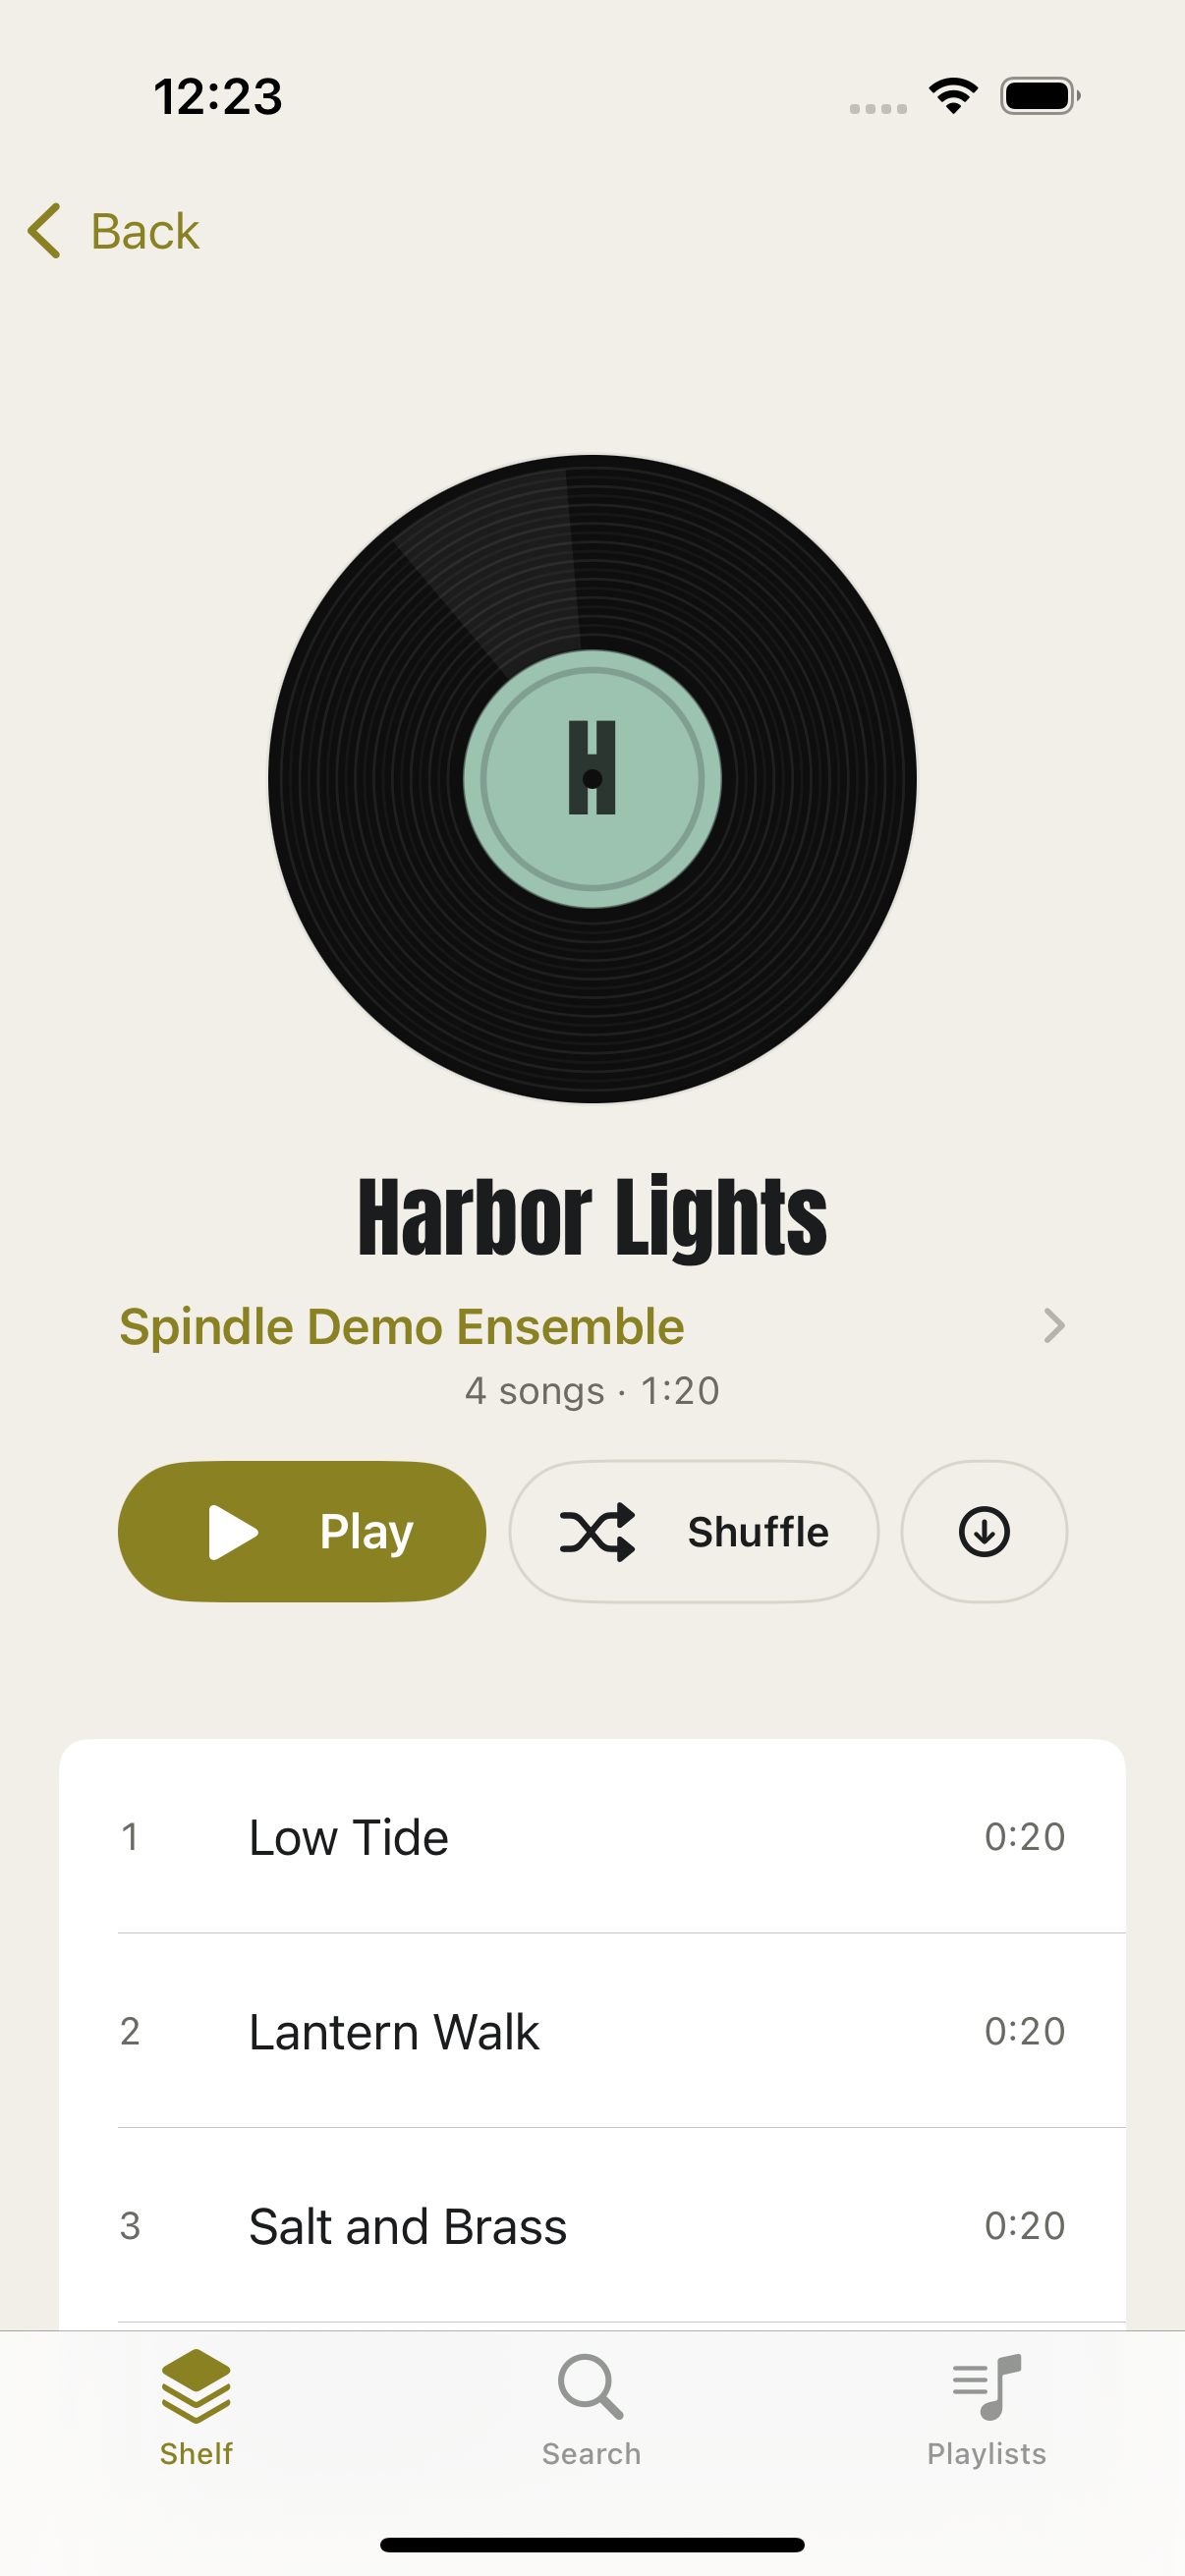 12:23
Back
H
Harbor Lights
Spindle Demo Ensemble
4 songs · 1:20
Play
Shuffle
1 Low Tide 0:20
2 Lantern Walk 0:20
3 Salt and Brass 0:20
Shelf
Search
Playlists